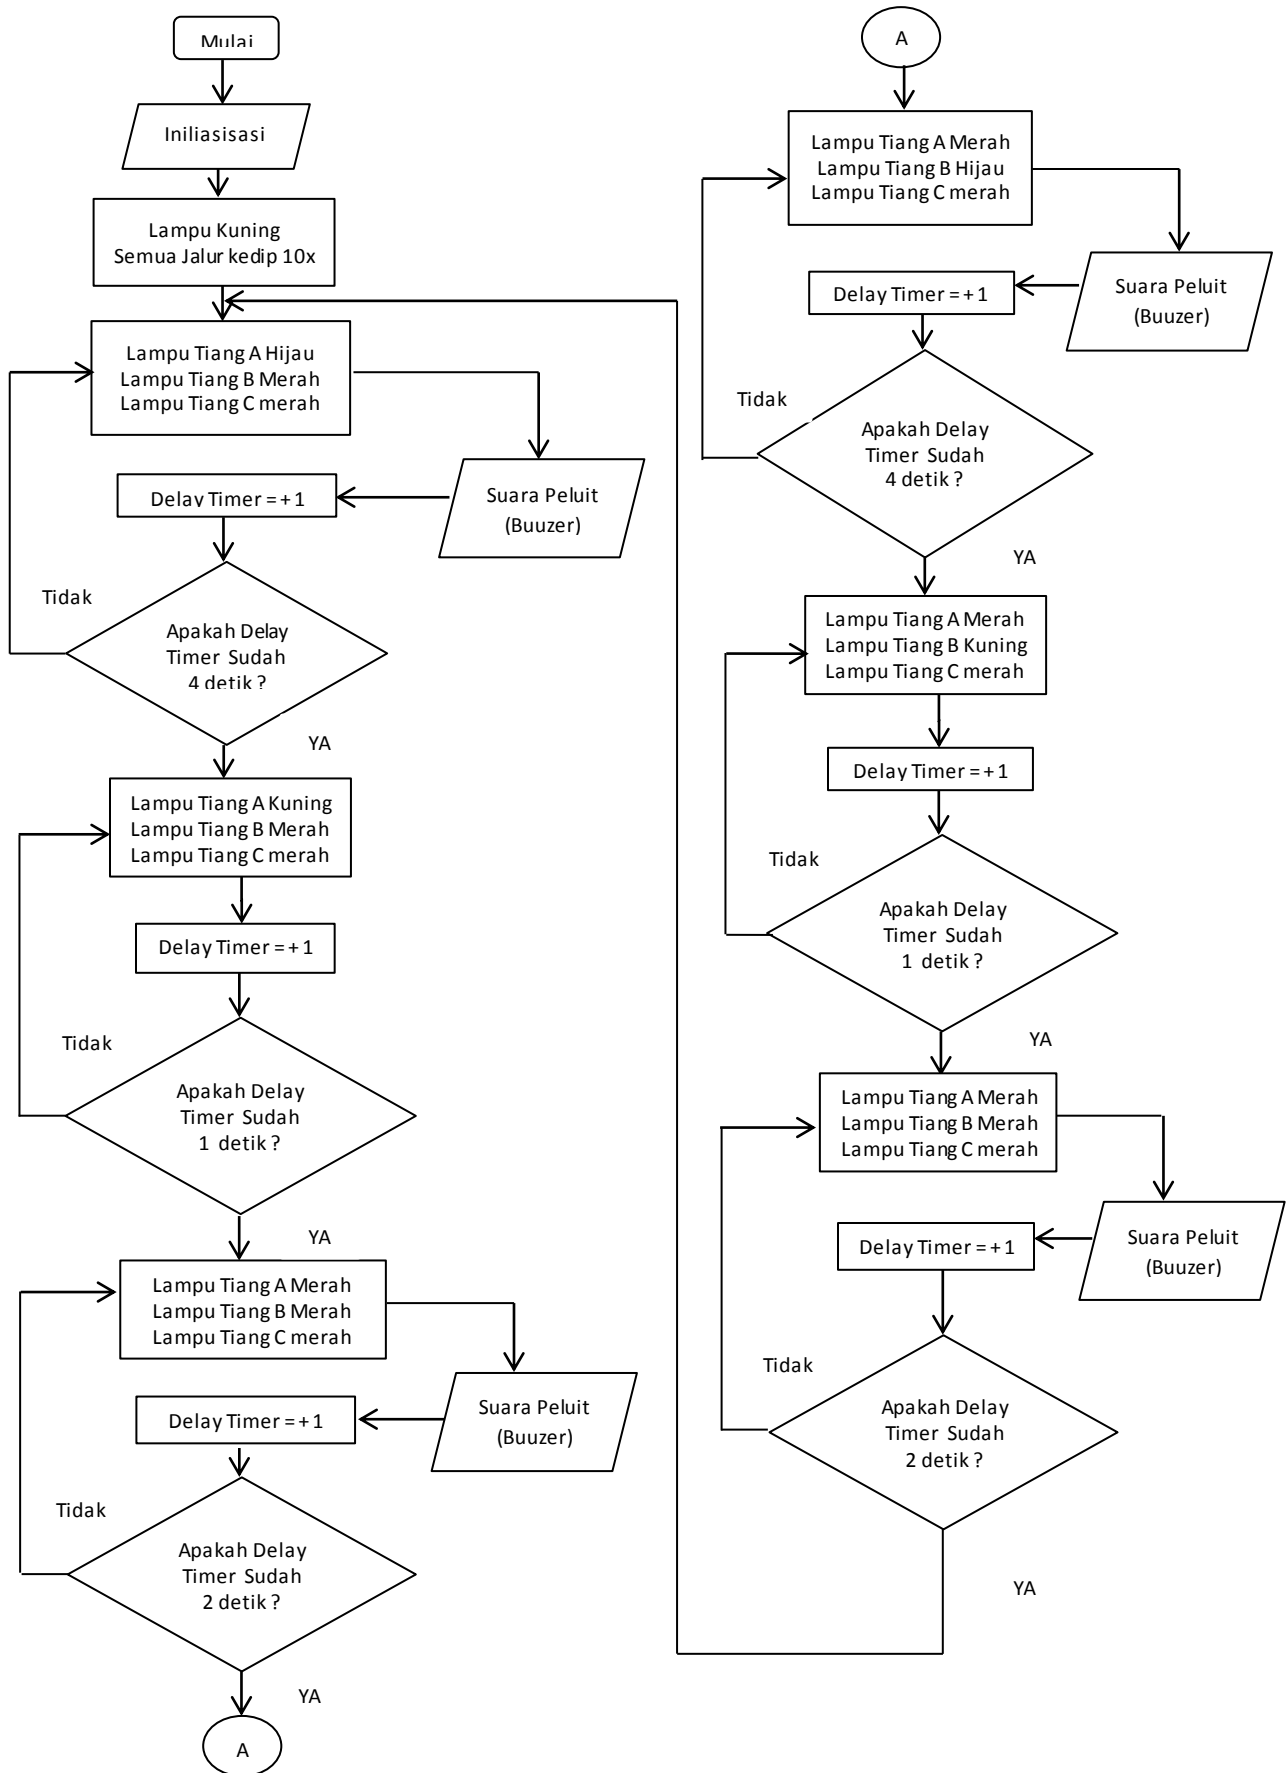 Mulai
Iniliasisasi
Lampu Kuning
Semua Jalur kedip 10x
Lampu Tiang A Hijau
Lampu Tiang B Merah
Lampu Tiang C merah
Suara Peluit
(Buuzer)
Delay Timer = + 1
Tidak
Apakah Delay
Timer Sudah
4 detik ?
YA
Lampu Tiang A Kuning
Lampu Tiang B Merah
Lampu Tiang C merah
Delay Timer = + 1
Tidak
Apakah Delay
Timer Sudah
1 detik ?
YA
Lampu Tiang A Merah
Lampu Tiang B Merah
Lampu Tiang C merah
Suara Peluit
(Buuzer)
Delay Timer = + 1
Tidak
Apakah Delay
Timer Sudah
2 detik ?
YA
A
A
Lampu Tiang A Merah
Lampu Tiang B Hijau
Lampu Tiang C merah
Suara Peluit
(Buuzer)
Delay Timer = + 1
Tidak
Apakah Delay
Timer Sudah
4 detik ?
YA
Lampu Tiang A Merah
Lampu Tiang B Kuning
Lampu Tiang C merah
Delay Timer = + 1
Tidak
Apakah Delay
Timer Sudah
1 detik ?
YA
Lampu Tiang A Merah
Lampu Tiang B Merah
Lampu Tiang C merah
Suara Peluit
(Buuzer)
Delay Timer = + 1
Tidak
Apakah Delay
Timer Sudah
2 detik ?
YA